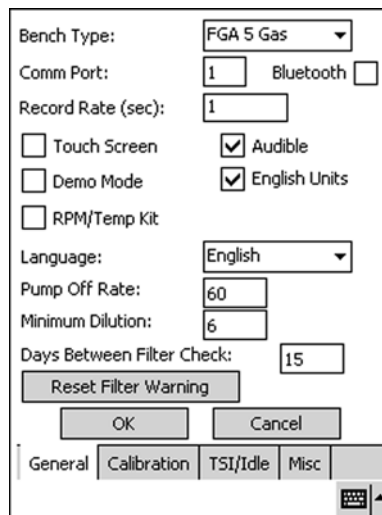 Bench Type: FGA 5 Gas
Comm Port: 1 Bluetooth
Record Rate (sec): 1
Touch Screen Audible
Demo Mode English Units
RPM/Temp Kit
Language: English
Pump Off Rate: 60
Minimum Dilution: 6
Days Between Filter Check: 15
Reset Filter Warning
OK Cancel
General Calibration TSI/Idle Misc